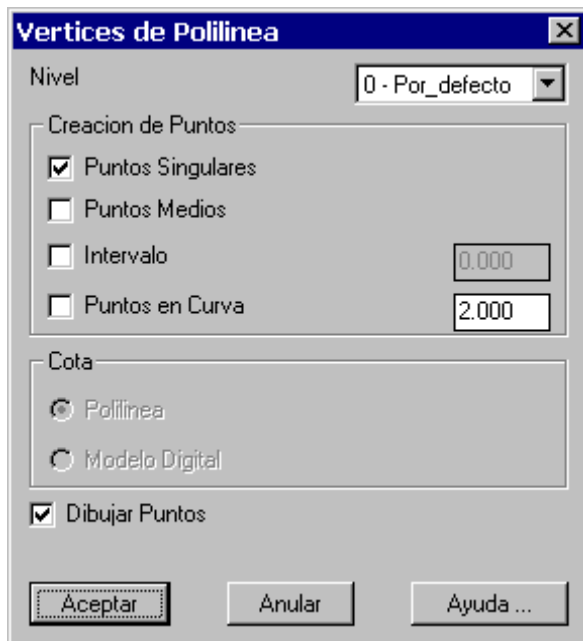 Vertices de Polilinea
Nivel 0 - Por_defecto
Creacion de Puntos
Puntos Singulares
Puntos Medios
Intervalo 0.000
Puntos en Curva 2.000
Cota
Polilinea
Modelo Digital
Dibujar Puntos
Aceptar Anular Ayuda ...